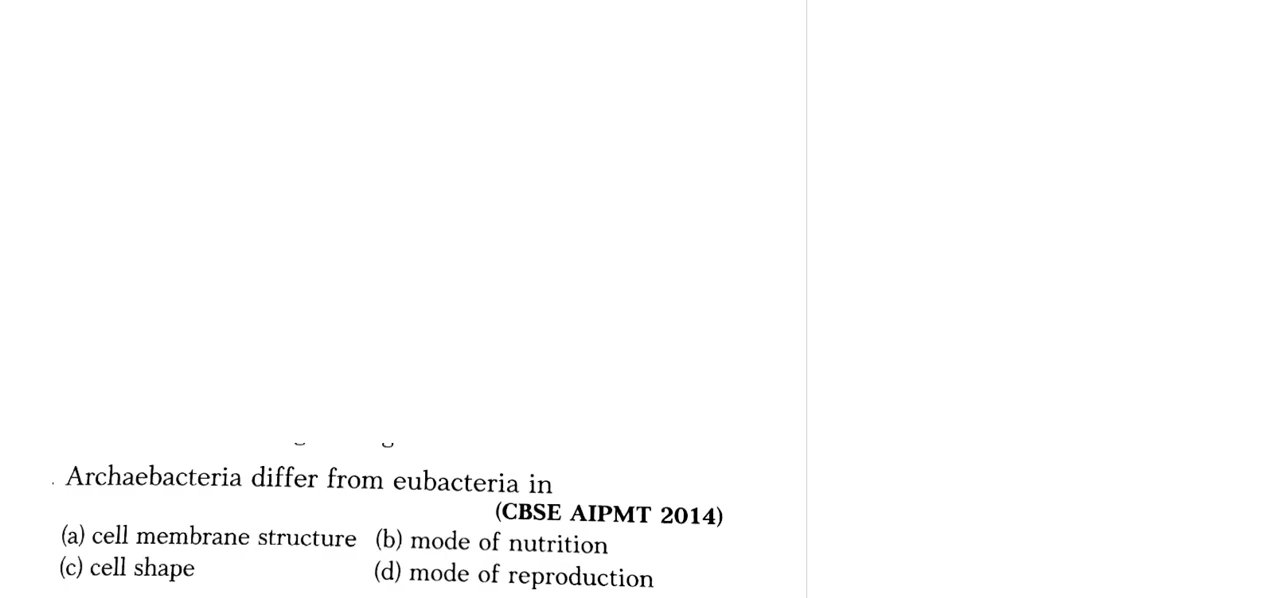 . Archaebacteria differ from eubacteria in
(CBSE AIPMT 2014)
(a) cell membrane structure (b) mode of nutrition
(c) cell shape (d) mode of reproduction